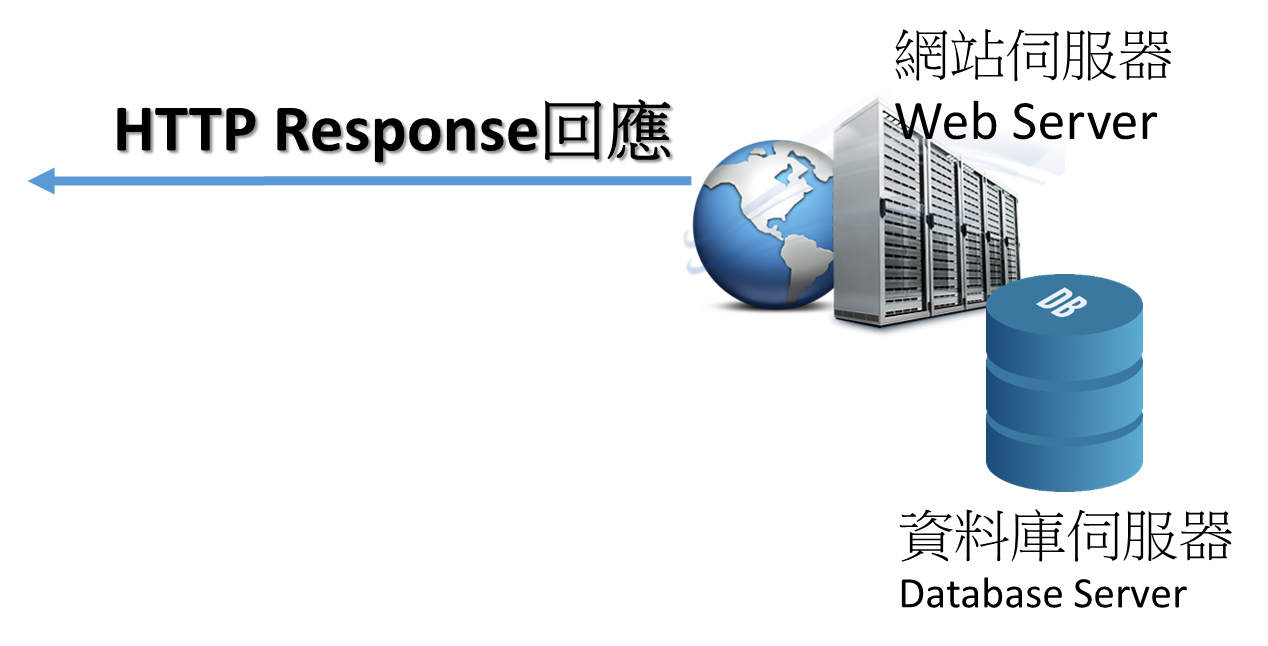 網站伺服器
Web Server
HTTP Response回應
DB
資料庫伺服器
Database Server